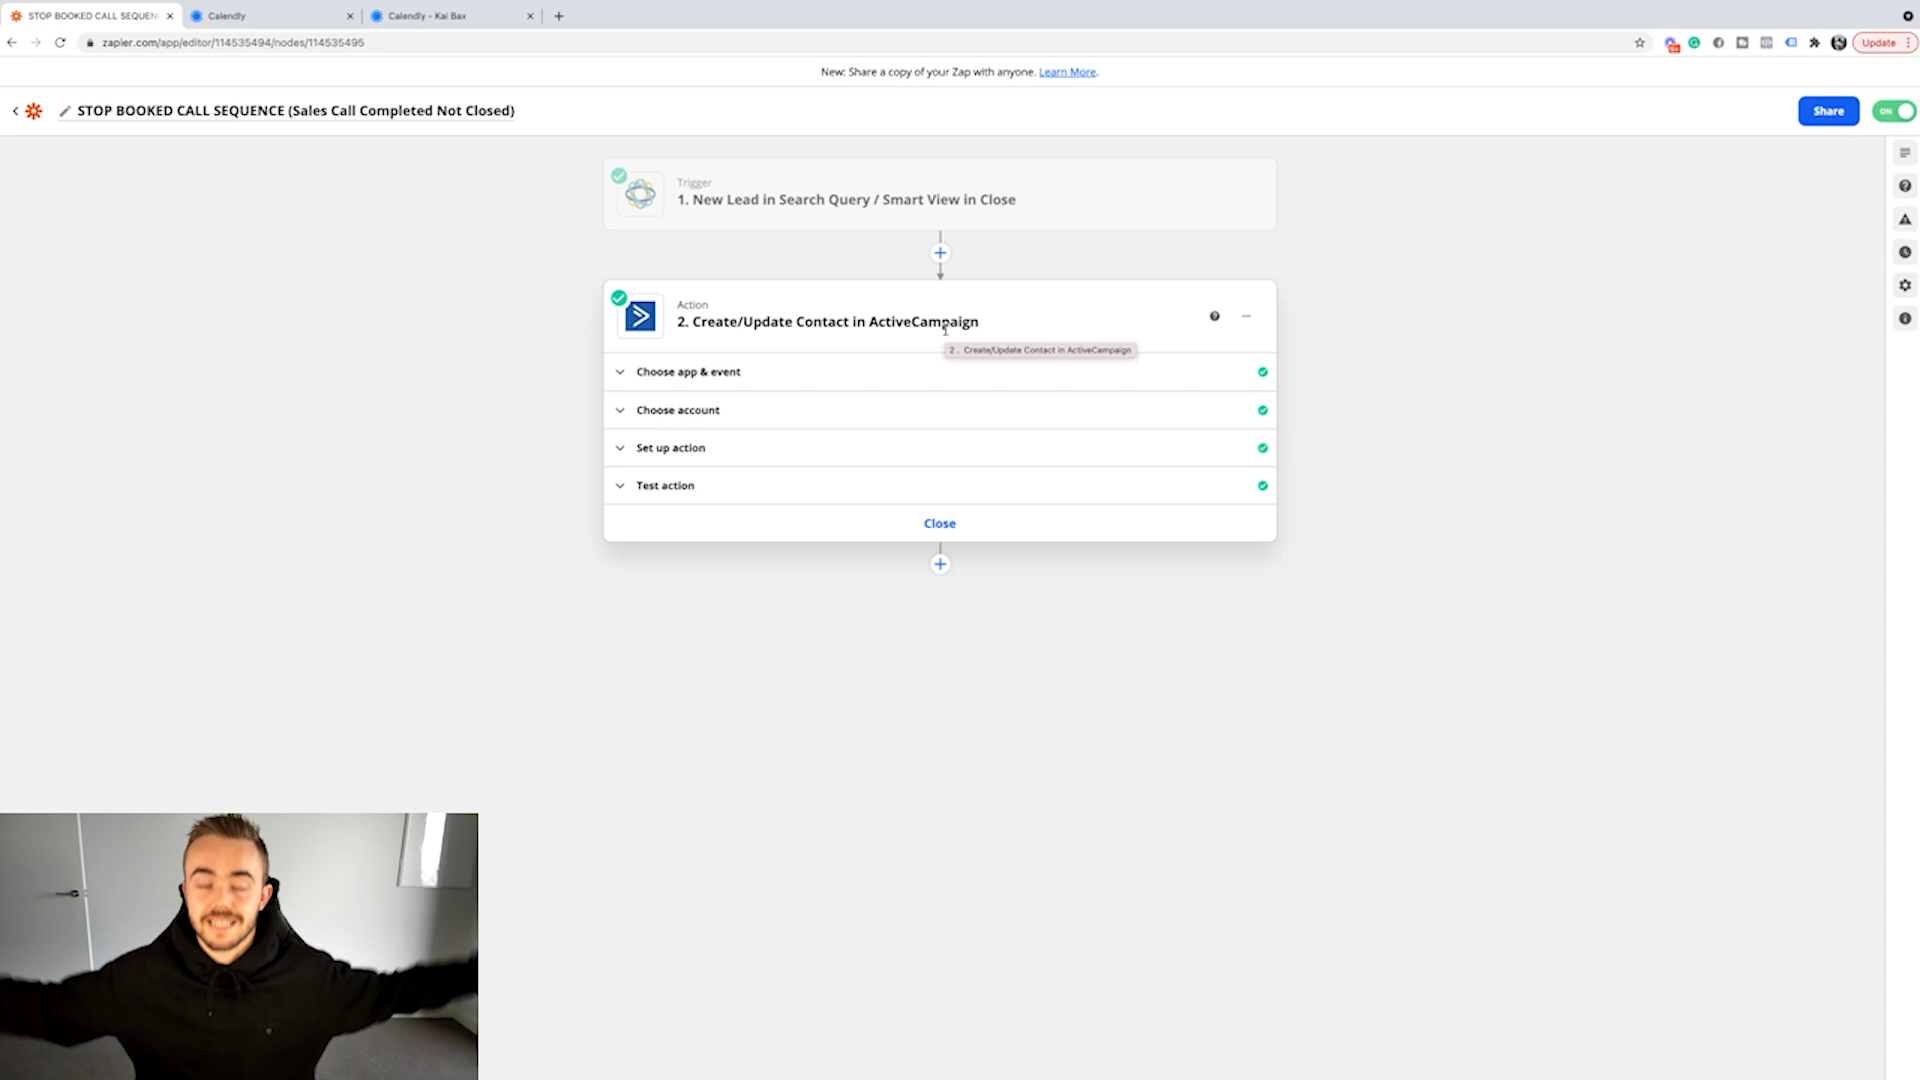 STOP BOOKED CALL SEQUEN
Calendly
Calendly - Kai Bax
zapier.com/app/editor/114535494/nodes/114535495
Update
New: Share a copy of your Zap with anyone. Learn More.
STOP BOOKED CALL SEQUENCE (Sales Call Completed Not Closed)
Share
ON
Trigger
1. New Lead in Search Query / Smart View in Close
Action
2. Create/Update Contact in ActiveCampaign
2 . Create/Update Contact in ActiveCampaign
Choose app & event
Choose account
Set up action
Test action
Close